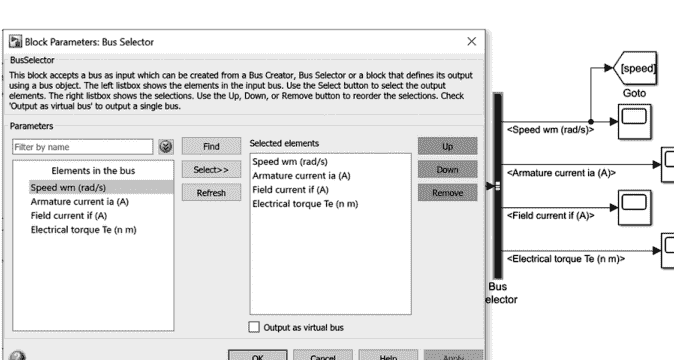 Block Parameters: Bus Selector
BusSelector
This block accepts a bus as input which can be created from a Bus Creator, Bus Selector or a block that defines its output
using a bus object. The left listbox shows the elements in the input bus. Use the Select button to select the output
elements. The right listbox shows the selections. Use the Up, Down, or Remove button to reorder the selections. Check
'Output as virtual bus' to output a single bus.
Parameters
Filter by name
Find
Select>>
Refresh
Elements in the bus
Speed wm (rad/s)
Armature current ia (A)
Field current if (A)
Electrical torque Te (n m)
Selected elements
Speed wm (rad/s)
Armature current ia (A)
Field current if (A)
Electrical torque Te (n m)
Up
Down
Remove
Output as virtual bus
OK
Cancel
Help
Apply
[speed]
Goto
<Speed wm (rad/s)>
<Armature current ia (A)>
<Field current if (A)>
<Electrical torque Te (n m)>
Bus
elector